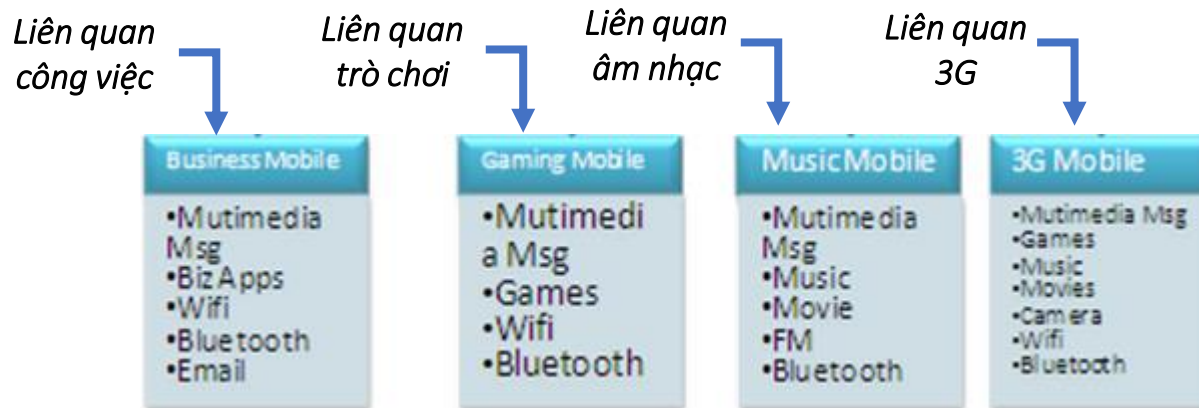 Liên quan
công việc
Liên quan
trò chơi
Liên quan
âm nhạc
Liên quan
3G
Business Mobile
•Mutimedia
Msg
•Biz Apps
•Wifi
•Bluetooth
•Email
Gaming Mobile
•Mutimedi
a Msg
•Games
•Wifi
•Bluetooth
Music Mobile
•Mutimedia
Msg
•Music
•Movie
•FM
•Bluetooth
3G Mobile
•Mutimedia Msg
•Games
•Music
•Movies
•Camera
•Wifi
•Bluetooth